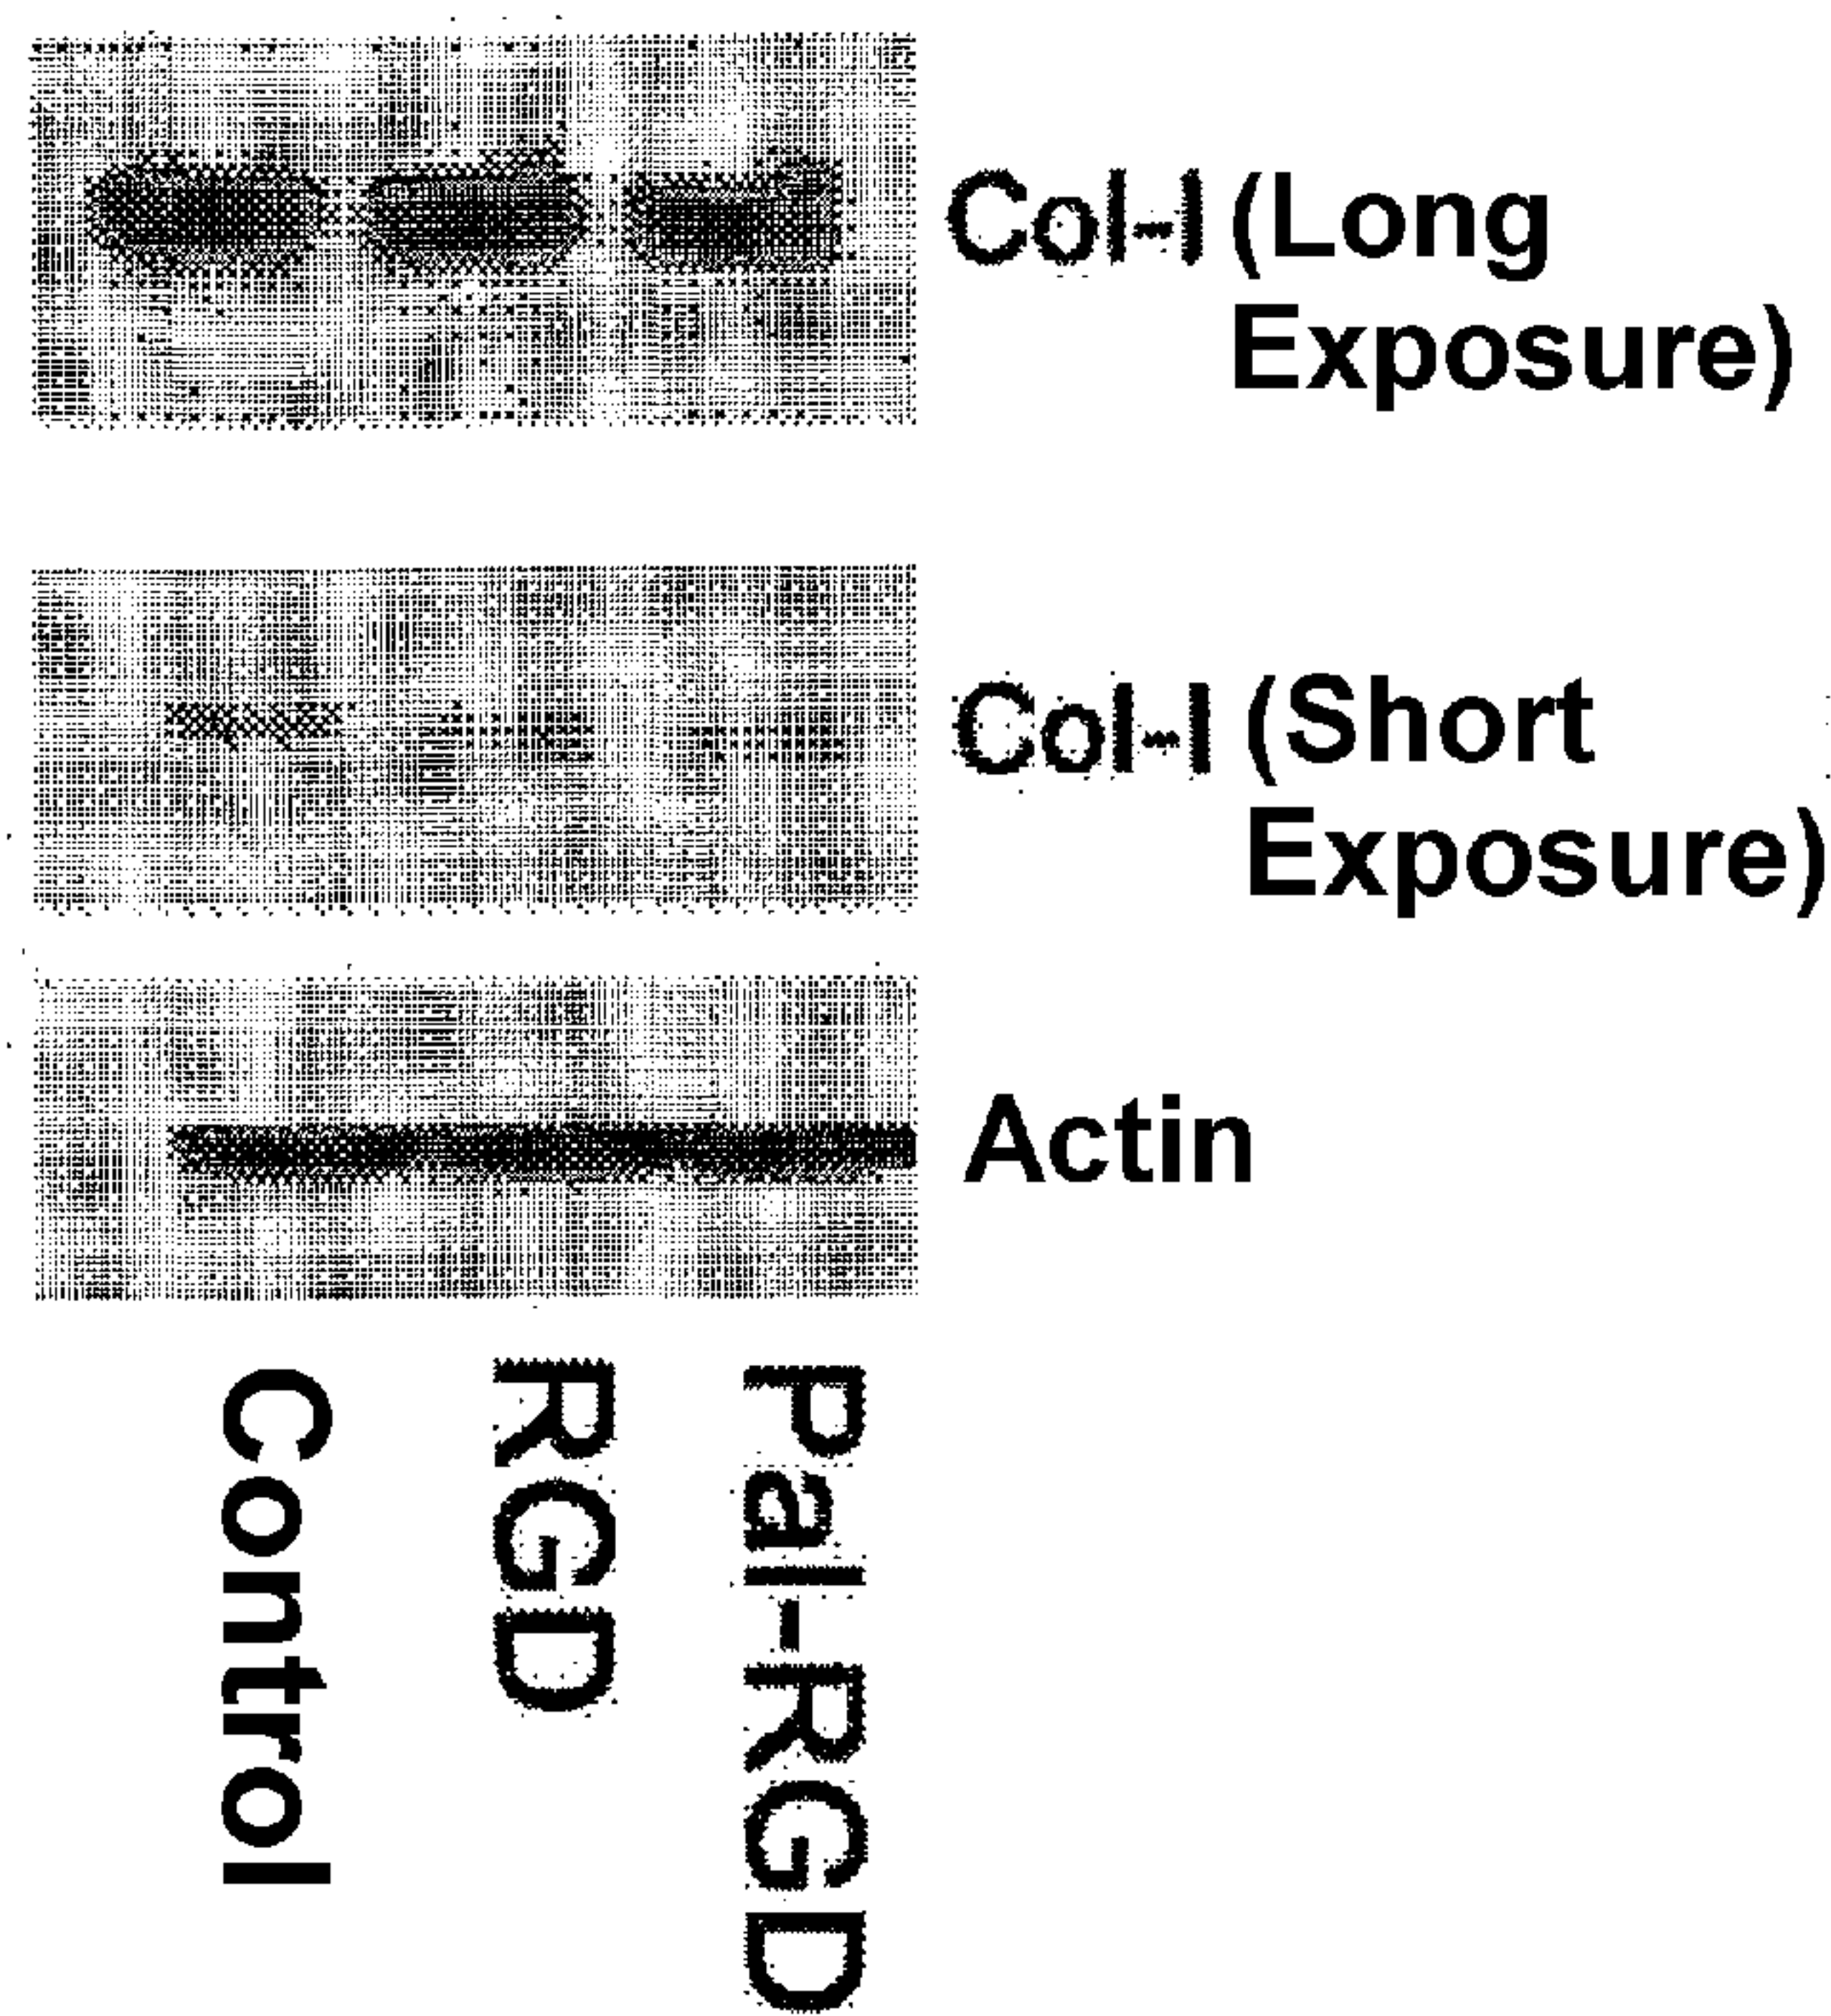 Col-I (Long
Exposure)
Col-I (Short
Exposure)
Actin
Control
RGD
Pal-RGD